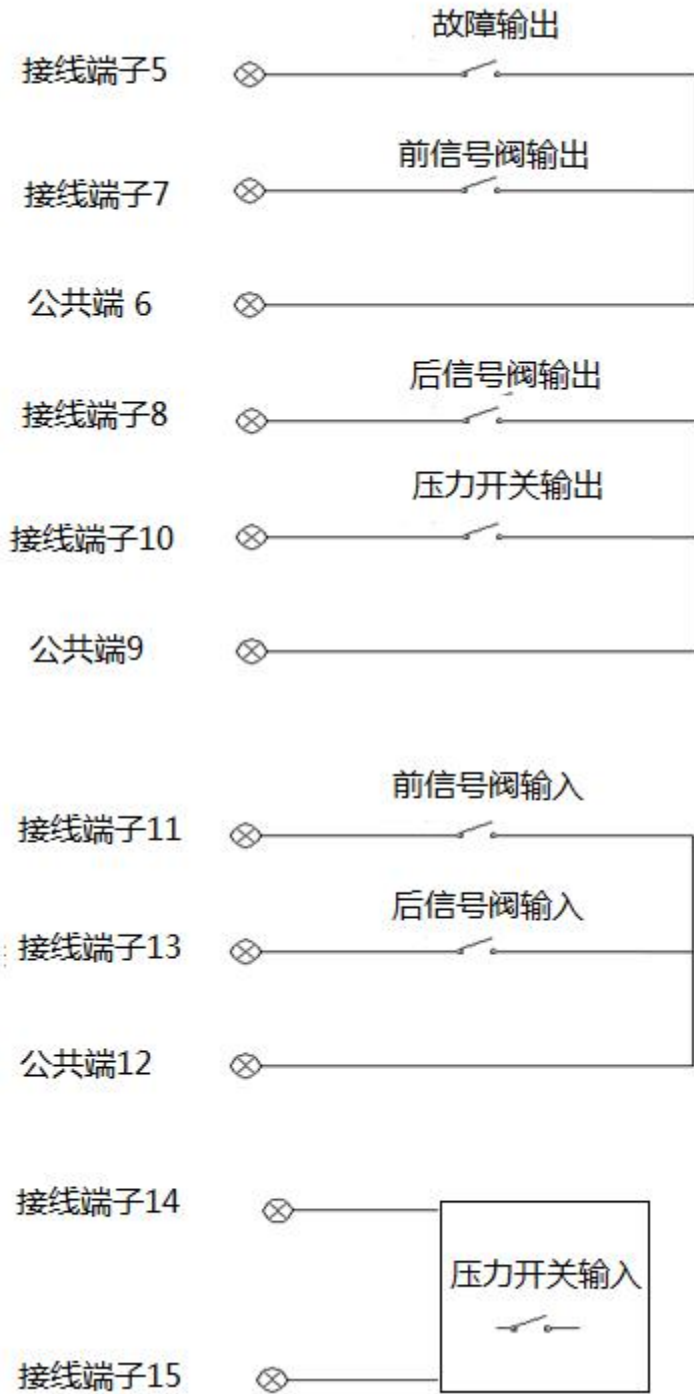 故障输出
接线端子5
前信号阀输出
接线端子7
公共端 6
后信号阀输出
接线端子8
压力开关输出
接线端子10
公共端9
前信号阀输入
接线端子11
后信号阀输入
接线端子13
公共端12
接线端子14
压力开关输入
接线端子15